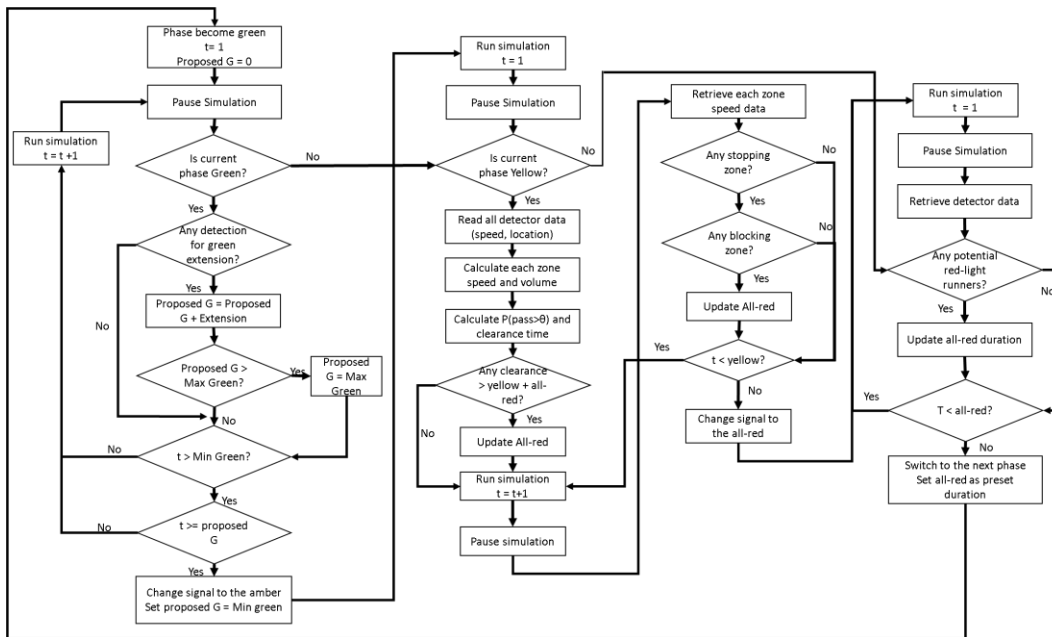 Phase become green
t= 1
Proposed G = 0
Pause Simulation
Run simulation
t = t +1
Is current
phase Green?
No
Yes
Any detection
for green
extension?
Yes
No
Proposed G = Proposed
G + Extension
Proposed G >
Max Green?
Yes
Proposed
G = Max
Green
No
t > Min Green?
No
Yes
t >= proposed
G
No
Yes
Change signal to the amber
Set proposed G = Min green
Run simulation
t = 1
Pause Simulation
Is current
phase Yellow?
No
Yes
Read all detector data
(speed, location)
Calculate each zone
speed and volume
Calculate P(pass>θ) and
clearance time
Any clearance
> yellow + all-
red?
Yes
No
Update All-red
Run simulation
t = t+1
Pause simulation
Retrieve each zone
speed data
Any stopping
zone?
No
Yes
Any blocking
zone?
No
Yes
Update All-red
t < yellow?
Yes
No
Change signal to
the all-red
Run simulation
t = 1
Pause Simulation
Retrieve detector data
Any potential
red-light
runners?
No
Yes
Update all-red duration
T < all-red?
Yes
No
Switch to the next phase
Set all-red as preset
duration